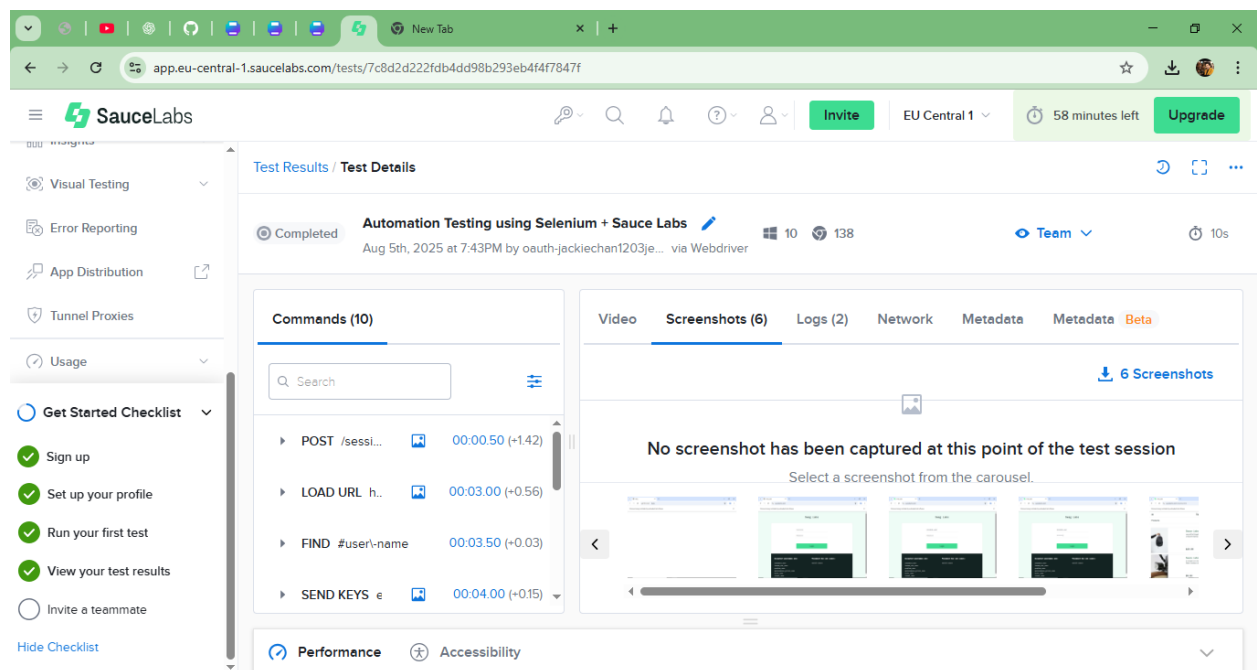 New Tab
app.eu-central-1.saucelabs.com/tests/7c8d2d222fdb4dd98b293eb4f4f7847f
SauceLabs
Invite
EU Central 1
58 minutes left
Upgrade
Insights
Visual Testing
Error Reporting
App Distribution
Tunnel Proxies
Usage
Get Started Checklist
Sign up
Set up your profile
Run your first test
View your test results
Invite a teammate
Hide Checklist
Test Results / Test Details
Completed
Automation Testing using Selenium + Sauce Labs
Aug 5th, 2025 at 7:43PM by oauth-jackiechan1203je... via Webdriver
10
138
Team
10s
Commands (10)
Search
POST /sessi... 00:00.50 (+1.42)
LOAD URL h.. 00:03.00 (+0.56)
FIND #user\-name 00:03.50 (+0.03)
SEND KEYS e 00:04.00 (+0.15)
Video
Screenshots (6)
Logs (2)
Network
Metadata
Metadata Beta
6 Screenshots
No screenshot has been captured at this point of the test session
Select a screenshot from the carousel.
Performance
Accessibility